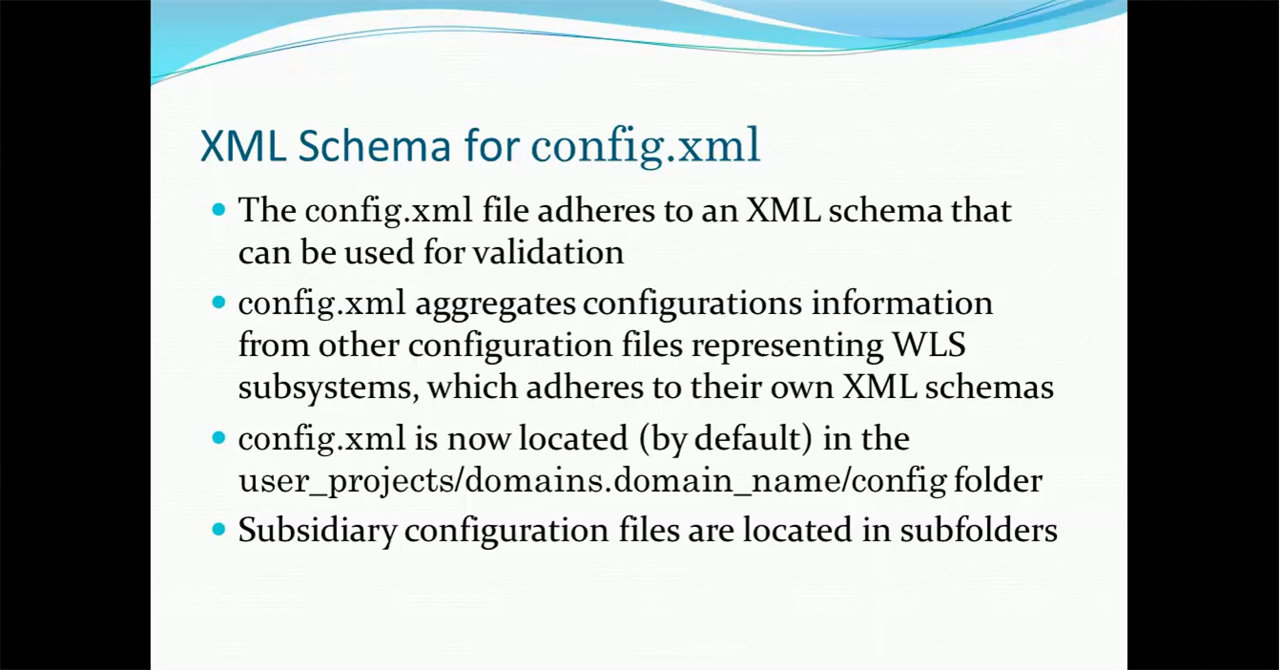 XML Schema for config.xml
The config.xml file adheres to an XML schema that
can be used for validation
config.xml aggregates configurations information
from other configuration files representing WLS
subsystems, which adheres to their own XML schemas
config.xml is now located (by default) in the
user_projects/domains.domain_name/config folder
Subsidiary configuration files are located in subfolders